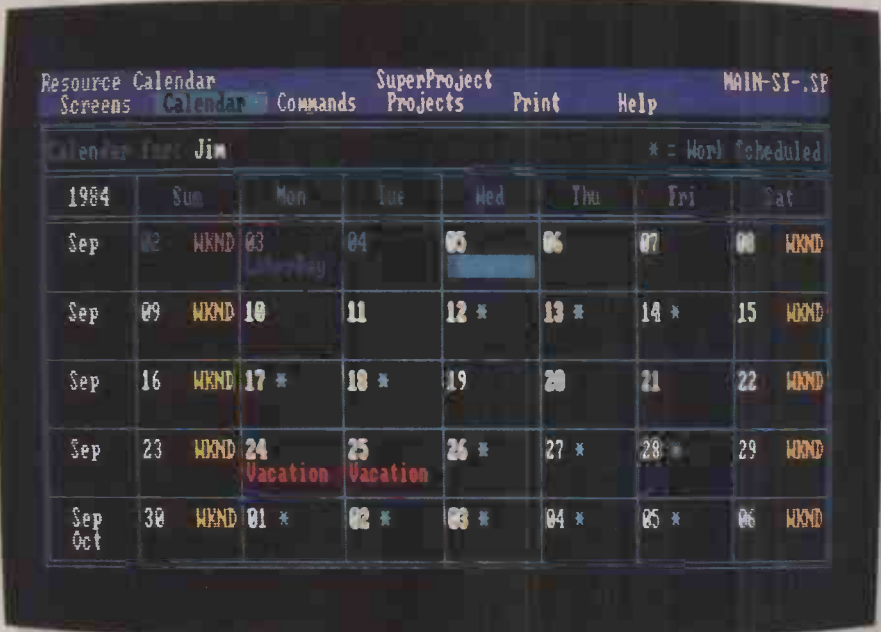 Resource Calendar SuperProject MAIN-ST-.SP
Screens Calendar Commands Projects Print Help
Calendar for: Jim * = Work Scheduled
1984 Sun Mon Tue Wed Thu Fri Sat
Sep 02 WKND 03 04 05 06 07 08 WKND
LaborDay
Sep 09 WKND 10 11 12 * 13 * 14 * 15 WKND
Sep 16 WKND 17 * 18 * 19 20 21 22 WKND
Sep 23 WKND 24 25 26 * 27 * 28 * 29 WKND
Vacation Vacation
Sep 30 WKND 01 * 02 * 03 * 04 * 05 * 06 WKND
Oct